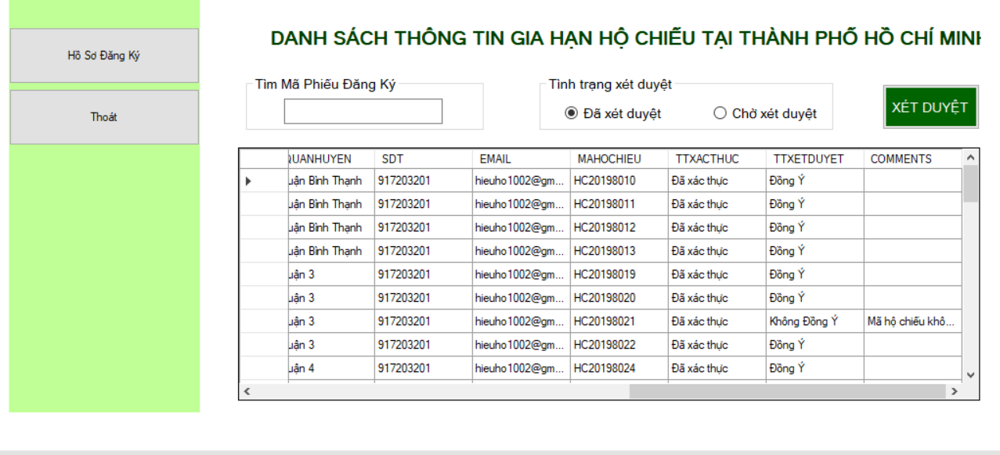 Hồ Sơ Đăng Ký
Thoát
DANH SÁCH THÔNG TIN GIA HẠN HỘ CHIẾU TẠI THÀNH PHỐ HỒ CHÍ MINH
Tìm Mã Phiếu Đăng Ký
Tình trạng xét duyệt
Đã xét duyệt Chờ xét duyệt
XÉT DUYỆT
QUANHUYEN SDT EMAIL MAHOCHIEU TTXACTHUC TTXETDUYET COMMENTS
uận Bình Thạnh 917203201 hieuho1002@gm... HC20198010 Đã xác thực Đồng Ý
uận Bình Thạnh 917203201 hieuho1002@gm... HC20198011 Đã xác thực Đồng Ý
uận Bình Thạnh 917203201 hieuho1002@gm... HC20198012 Đã xác thực Đồng Ý
uận Bình Thạnh 917203201 hieuho1002@gm... HC20198013 Đã xác thực Đồng Ý
uận 3 917203201 hieuho1002@gm... HC20198019 Đã xác thực Đồng Ý
uận 3 917203201 hieuho1002@gm... HC20198020 Đã xác thực Đồng Ý
uận 3 917203201 hieuho1002@gm... HC20198021 Đã xác thực Không Đồng Ý Mã hộ chiếu khô...
uận 3 917203201 hieuho1002@gm... HC20198022 Đã xác thực Đồng Ý
uận 4 917203201 hieuho1002@gm... HC20198024 Đã xác thực Đồng Ý